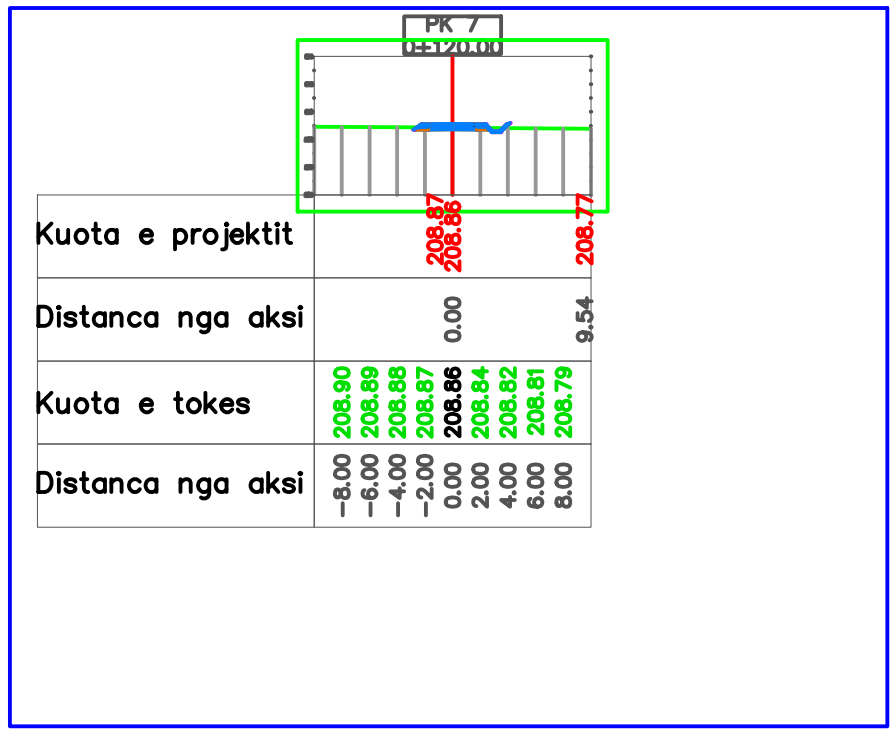 PK 7
0+120.00
Kuota e projektit 208.87 208.86 208.77
Distanca nga aksi 0.00 9.54
Kuota e tokes 208.90 208.89 208.88 208.87 208.86 208.84 208.82 208.81 208.79
Distanca nga aksi -8.00 -6.00 -4.00 -2.00 0.00 2.00 4.00 6.00 8.00